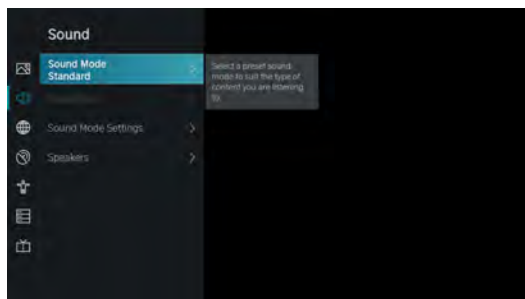 Sound
Sound Mode
Standard
Select a preset sound
mode to suit the type of
content you are listening
to.
Sound Mode Settings
Speakers